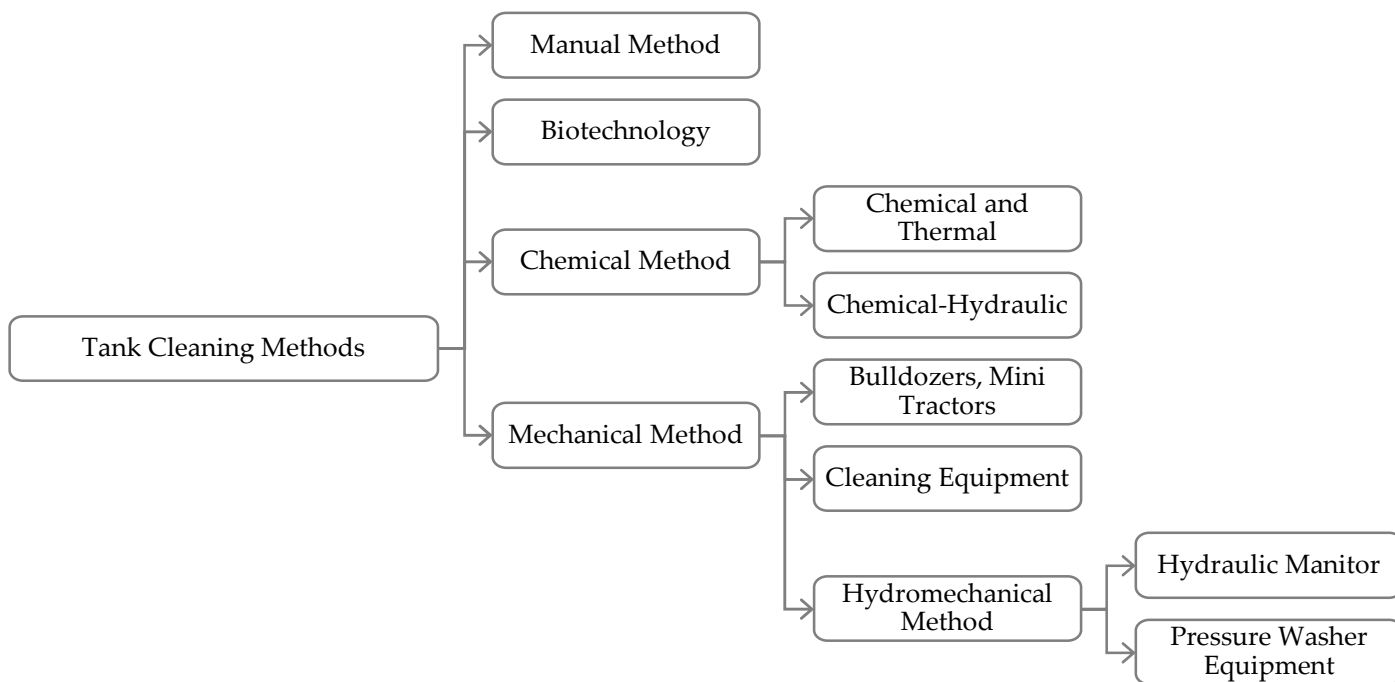 Manual Method
Biotechnology
Chemical and
Thermal
Chemical Method
Chemical-Hydraulic
Tank Cleaning Methods
Bulldozers, Mini
Tractors
Mechanical Method
Cleaning Equipment
Hydraulic Manitor
Hydromechanical
Method
Pressure Washer
Equipment